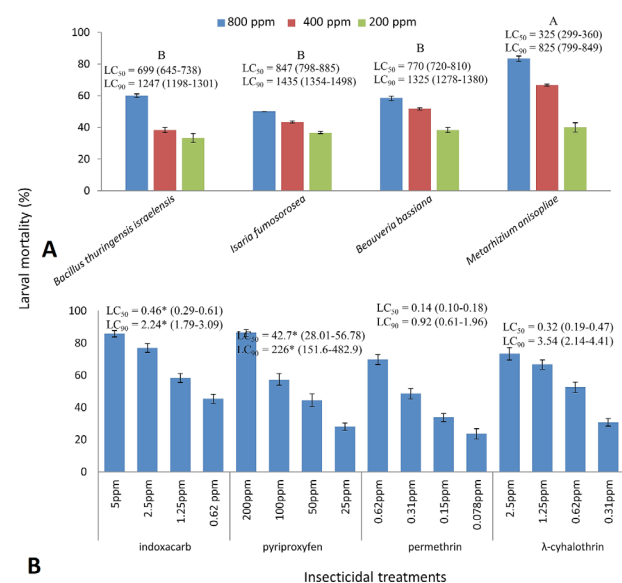 800 ppm 400 ppm 200 ppm
100
80
60
40
20
0
B
LC50 = 699 (645-738)
LC90 = 1247 (1198-1301)
B
LC50 = 847 (798-885)
LC90 = 1435 (1354-1498)
B
LC50 = 770 (720-810)
LC90 = 1325 (1278-1380)
A
LC50 = 325 (299-360)
LC90 = 825 (799-849)
Bacillus thuringensis israelensis
Isaria fumosorosea
Beauveria bassiana
Metarhizium anisopliae
A
Larval mortality (%)
100
80
60
40
20
0
LC50 = 0.46* (0.29-0.61)
LC90 = 2.24* (1.79-3.09)
LC50 = 42.7* (28.01-56.78)
LC90 = 226* (151.6-482.9)
LC50 = 0.14 (0.10-0.18)
LC90 = 0.92 (0.61-1.96)
LC50 = 0.32 (0.19-0.47)
LC90 = 3.54 (2.14-4.41)
5ppm
2.5ppm
1.25ppm
0.62 ppm
200ppm
100ppm
50ppm
25ppm
0.62ppm
0.31ppm
0.15ppm
0.078ppm
2.5ppm
1.25ppm
0.62ppm
0.31ppm
indoxacarb
pyriproxyfen
permethrin
λ-cyhalothrin
B
Insecticidal treatments